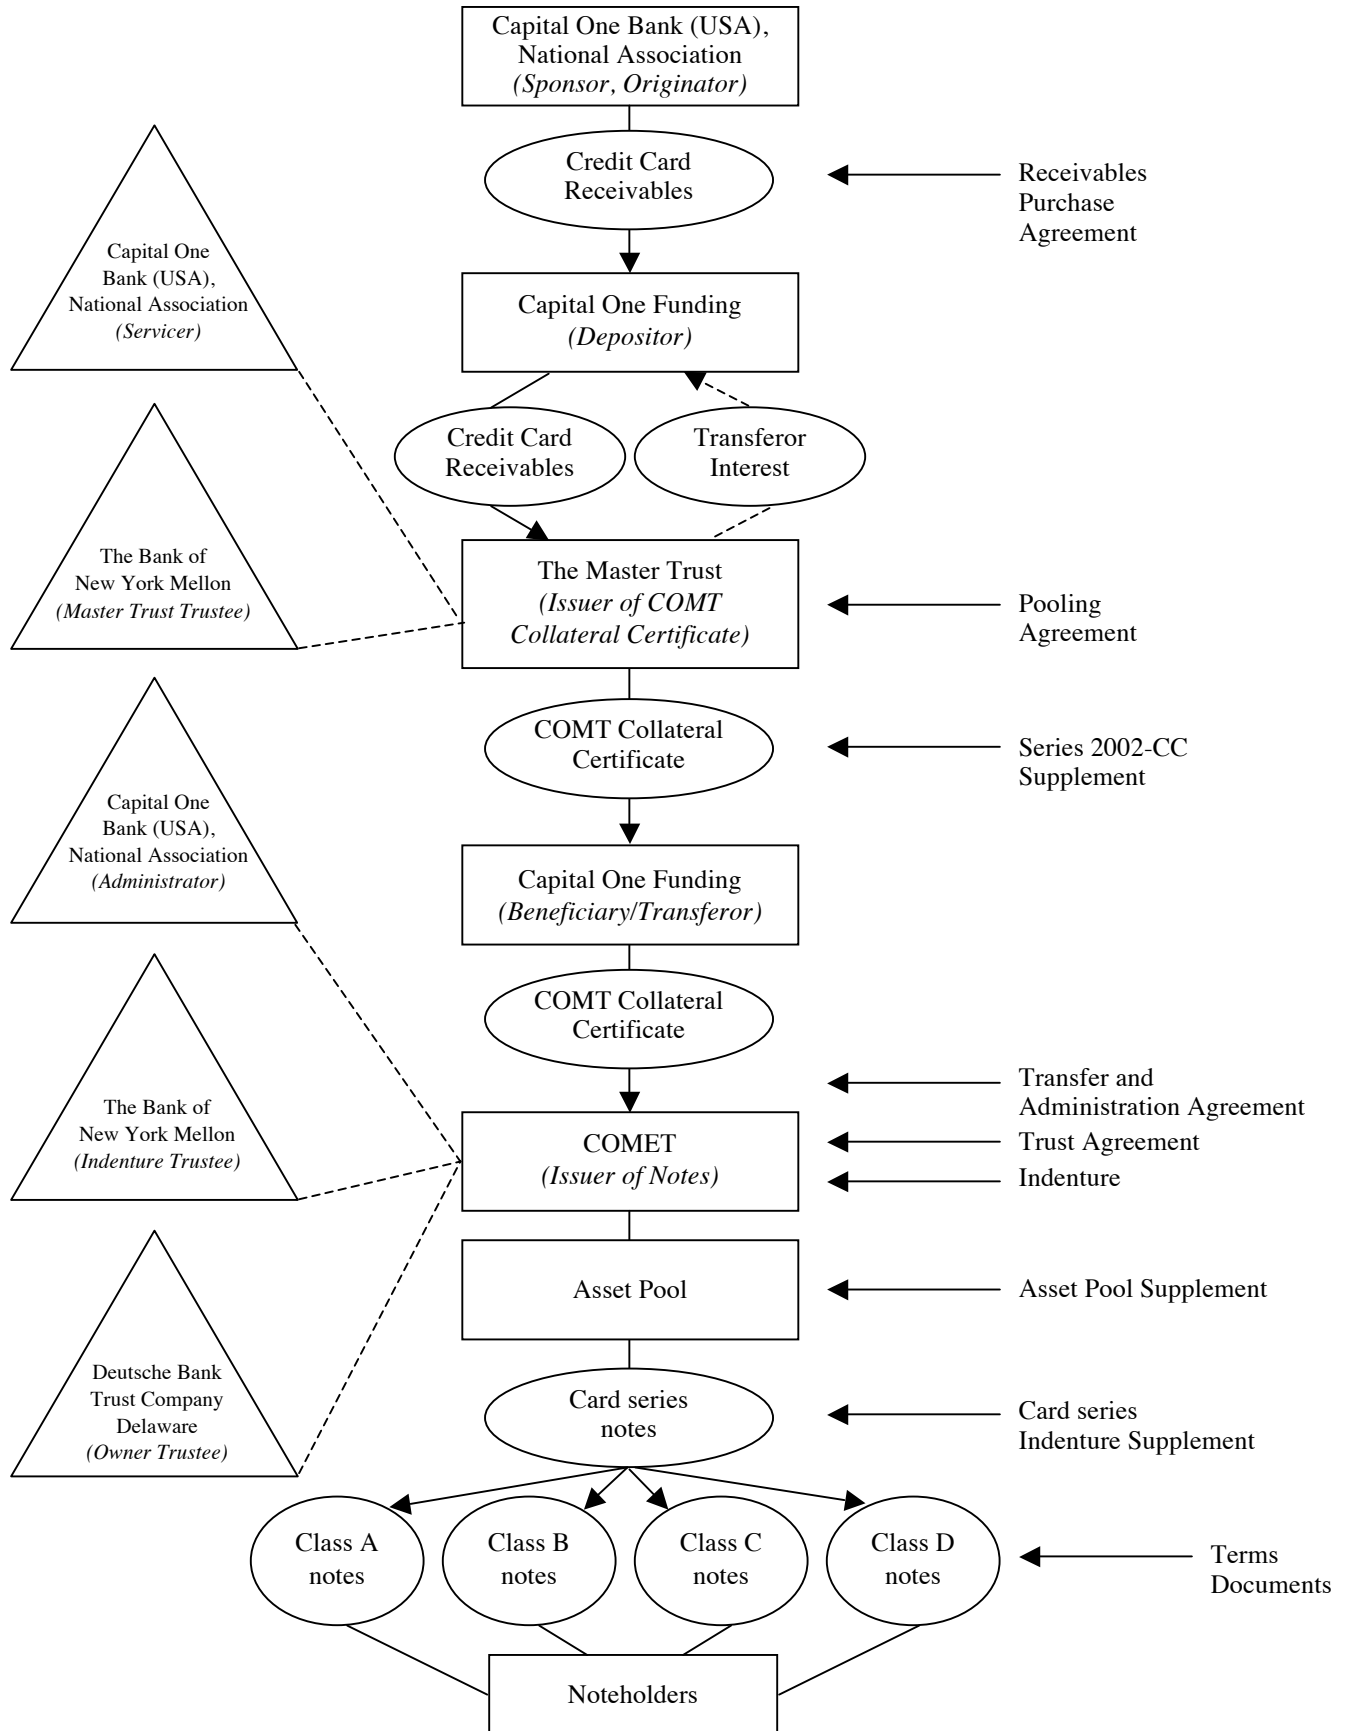 Capital One Bank (USA),
National Association
(Sponsor, Originator)
Credit Card
Receivables
Receivables
Purchase
Agreement
Capital One
Bank (USA),
National Association
(Servicer)
Capital One Funding
(Depositor)
Credit Card
Receivables
Transferor
Interest
The Bank of
New York Mellon
(Master Trust Trustee)
The Master Trust
(Issuer of COMT
Collateral Certificate)
Pooling
Agreement
COMT Collateral
Certificate
Series 2002-CC
Supplement
Capital One
Bank (USA),
National Association
(Administrator)
Capital One Funding
(Beneficiary/Transferor)
COMT Collateral
Certificate
Transfer and
Administration Agreement
Trust Agreement
Indenture
The Bank of
New York Mellon
(Indenture Trustee)
COMET
(Issuer of Notes)
Asset Pool
Asset Pool Supplement
Deutsche Bank
Trust Company
Delaware
(Owner Trustee)
Card series
notes
Card series
Indenture Supplement
Class A
notes
Class B
notes
Class C
notes
Class D
notes
Terms
Documents
Noteholders